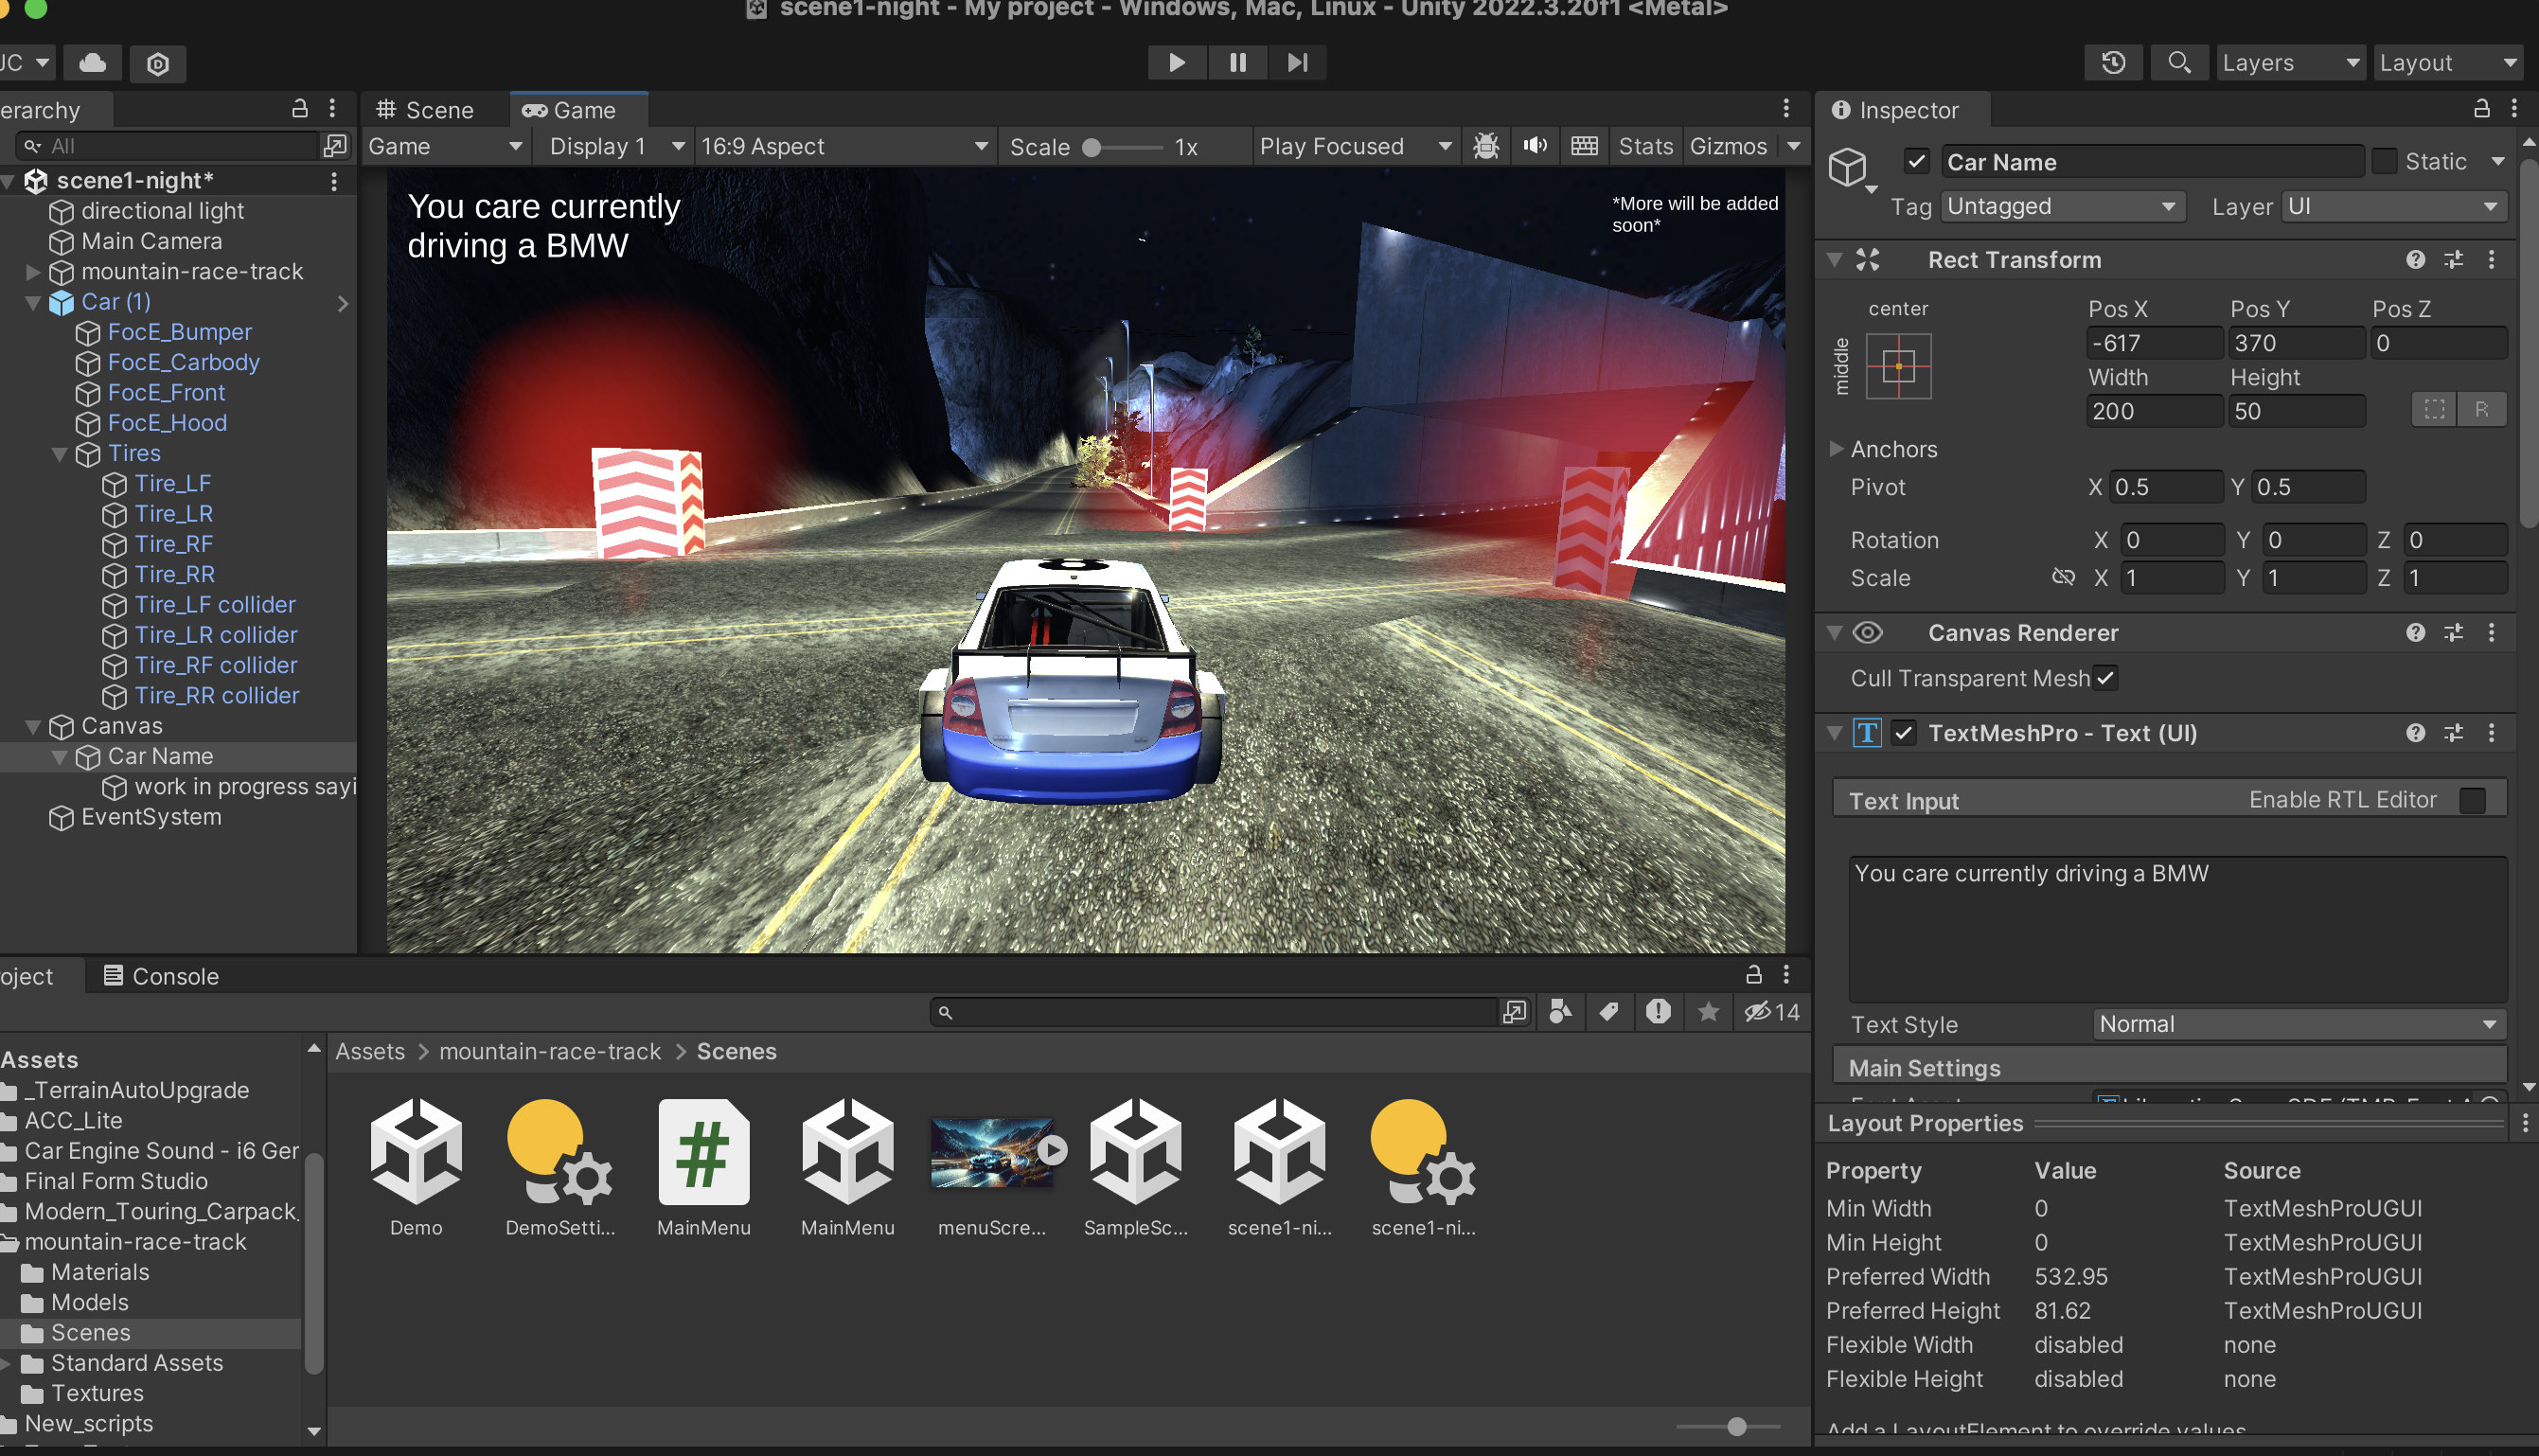 scene1-night - My project - Windows, Mac, Linux - Unity 2022.3.20f1 <Metal>
JC
Layers
Layout
erarchy
All
scene1-night*
directional light
Main Camera
mountain-race-track
Car (1)
FocE_Bumper
FocE_Carbody
FocE_Front
FocE_Hood
Tires
Tire_LF
Tire_LR
Tire_RF
Tire_RR
Tire_LF collider
Tire_LR collider
Tire_RF collider
Tire_RR collider
Canvas
Car Name
work in progress sayi
EventSystem
Scene
Game
Game
Display 1
16:9 Aspect
Scale
1x
Play Focused
Stats
Gizmos
You care currently
driving a BMW
*More will be added
soon*
Inspector
Car Name
Static
Tag
Untagged
Layer
UI
Rect Transform
center
middle
Pos X
Pos Y
Pos Z
-617
370
0
Width
Height
200
50
R
Anchors
Pivot
X
0.5
Y
0.5
Rotation
X
0
Y
0
Z
0
Scale
X
1
Y
1
Z
1
Canvas Renderer
Cull Transparent Mesh
TextMeshPro - Text (UI)
Text Input
Enable RTL Editor
You care currently driving a BMW
Text Style
Normal
Main Settings
Layout Properties
Property
Value
Source
Min Width
0
TextMeshProUGUI
Min Height
0
TextMeshProUGUI
Preferred Width
532.95
TextMeshProUGUI
Preferred Height
81.62
TextMeshProUGUI
Flexible Width
disabled
none
Flexible Height
disabled
none
Add a LayoutElement to override values
oject
Console
14
Assets
_TerrainAutoUpgrade
ACC_Lite
Car Engine Sound - i6 Ger
Final Form Studio
Modern_Touring_Carpack_
mountain-race-track
Materials
Models
Scenes
Standard Assets
Textures
New_scripts
Assets > mountain-race-track > Scenes
Demo
DemoSetti...
MainMenu
MainMenu
menuScre...
SampleSc...
scene1-ni...
scene1-ni...